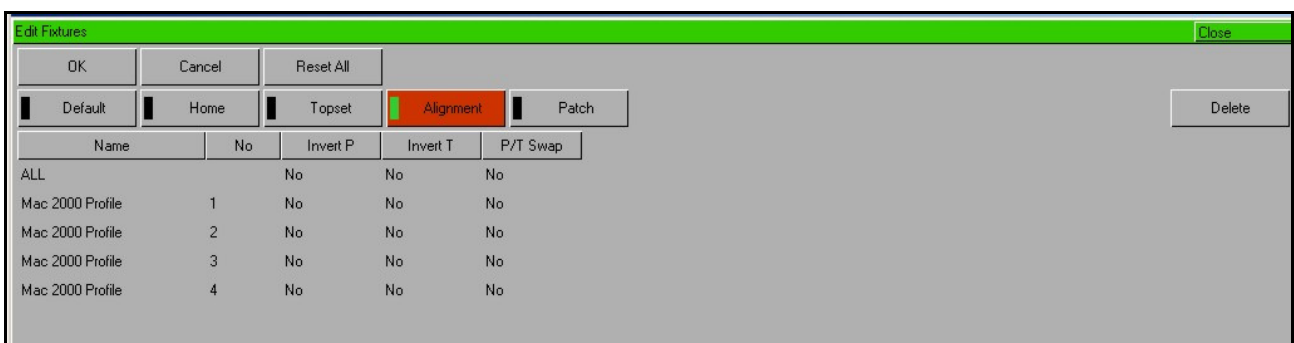 Edit Fixtures Close
OK Cancel Reset All
Default Home Topset Alignment Patch Delete
Name No Invert P Invert T P/T Swap
ALL No No No
Mac 2000 Profile 1 No No No
Mac 2000 Profile 2 No No No
Mac 2000 Profile 3 No No No
Mac 2000 Profile 4 No No No